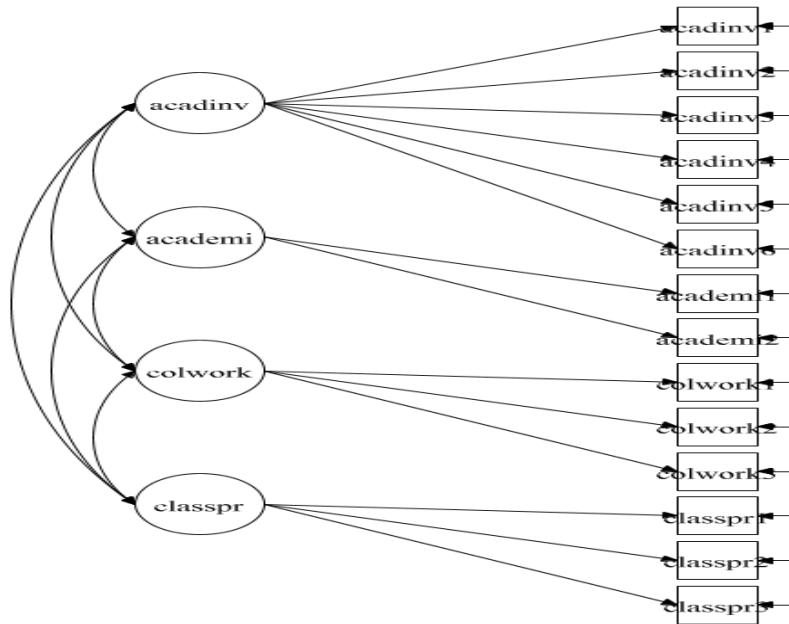 acadinv1
acadinv2
acadinv
acadinv3
acadinv4
acadinv5
academi
acadinv6
academi1
academi2
colwork
colwork1
colwork2
colwork3
classpr
classpr1
classpr2
classpr3